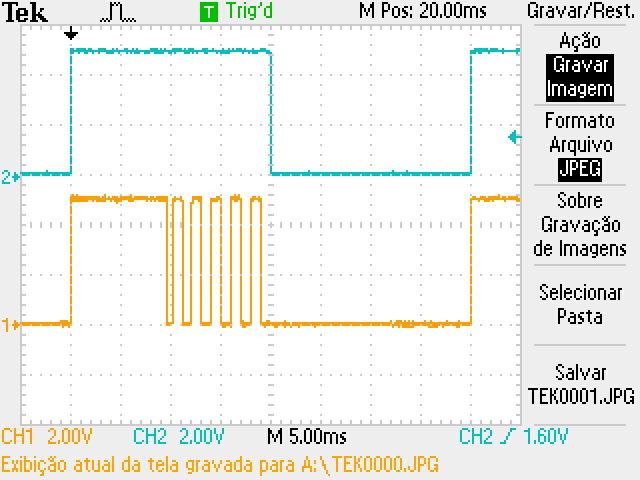 Tek T Trig'd M Pos: 20.00ms Gravar/Rest.
Ação
Gravar
Imagem
Formato
Arquivo
JPEG
Sobre
Gravação
de Imagens
Selecionar
Pasta
Salvar
TEK0001.JPG
2
1
CH1 2.00V CH2 2.00V M 5.00ms CH2 / 1.60V
Exibição atual da tela gravada para A:\TEK0000.JPG